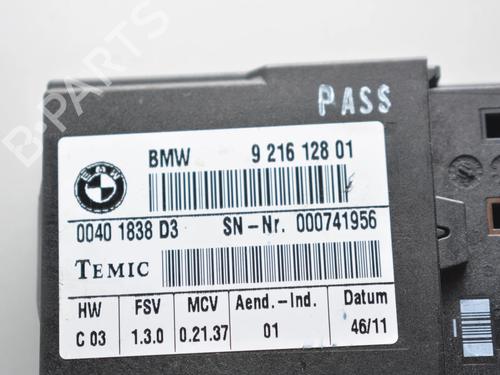 PASS
BMW 9 216 128 01
BMW
0040 1838 D3 SN-Nr. 000741956
TEMIC
HW FSV MCV Aend.-Ind. Datum
C 03 1.3.0 0.21.37 01 46/11
B-PARTS